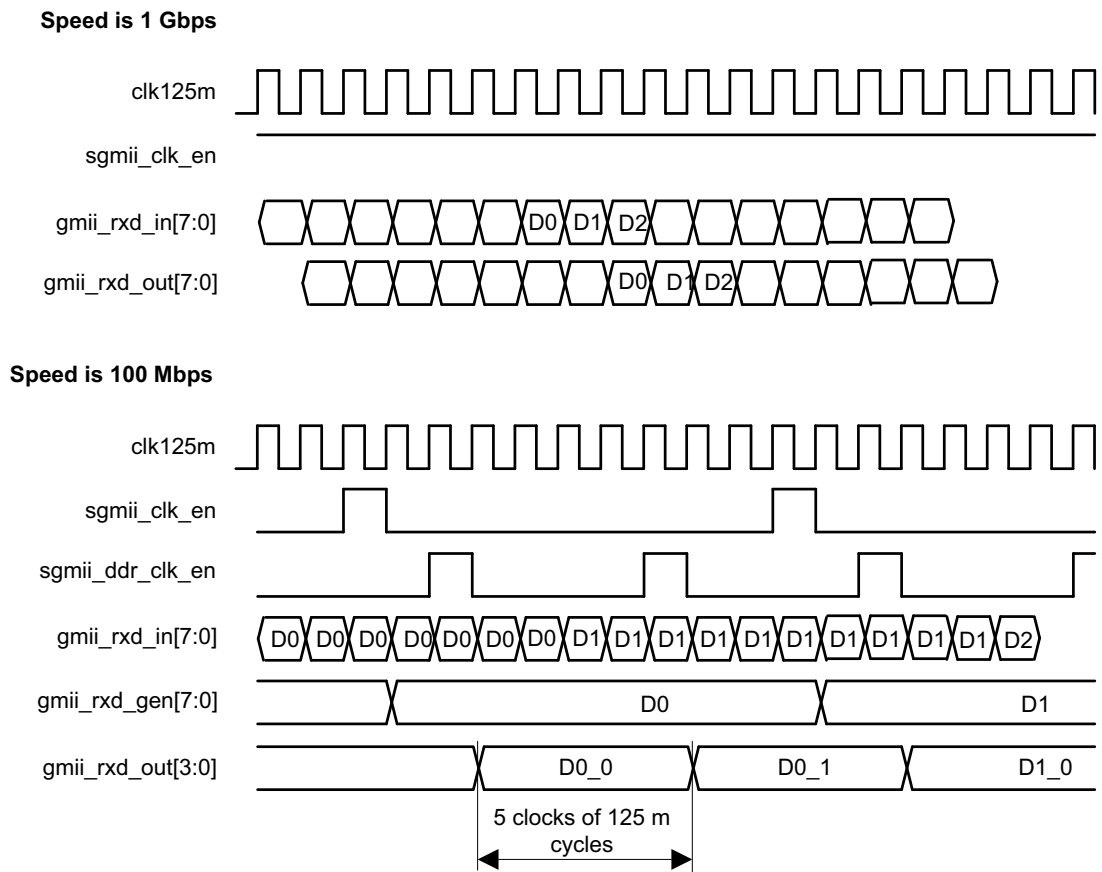 Speed is 1 Gbps
clk125m
sgmii_clk_en
gmii_rxd_in[7:0] D0 D1 D2
gmii_rxd_out[7:0] D0 D1 D2
Speed is 100 Mbps
clk125m
sgmii_clk_en
sgmii_ddr_clk_en
gmii_rxd_in[7:0] D0 D0 D0 D0 D0 D0 D0 D1 D1 D1 D1 D1 D1 D1 D1 D1 D1 D2
gmii_rxd_gen[7:0] D0 D1
gmii_rxd_out[3:0] D0_0 D0_1 D1_0
5 clocks of 125 m
cycles